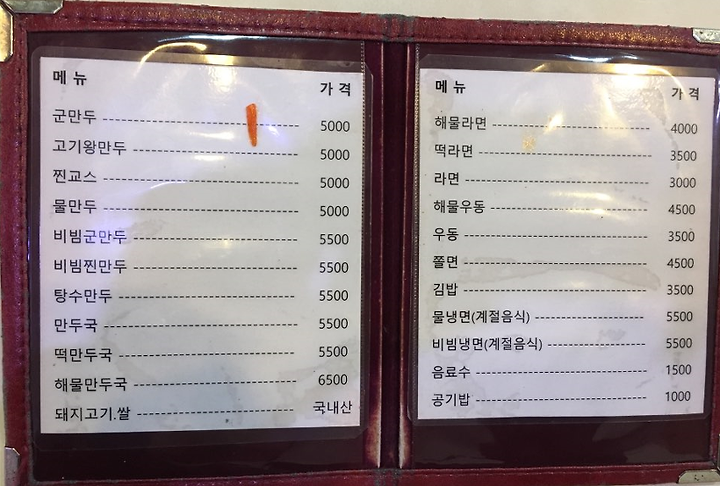 메뉴 가격
군만두 5000
고기왕만두 5000
찐교스 5000
물만두 5000
비빔군만두 5500
비빔찐만두 5500
탕수만두 5500
만두국 5500
떡만두국 5500
해물만두국 6500
돼지고기.쌀 국내산
메뉴 가격
해물라면 4000
떡라면 3500
라면 3000
해물우동 4500
우동 3500
쫄면 4500
김밥 3500
물냉면(계절음식) 5500
비빔냉면(계절음식) 5500
음료수 1500
공기밥 1000